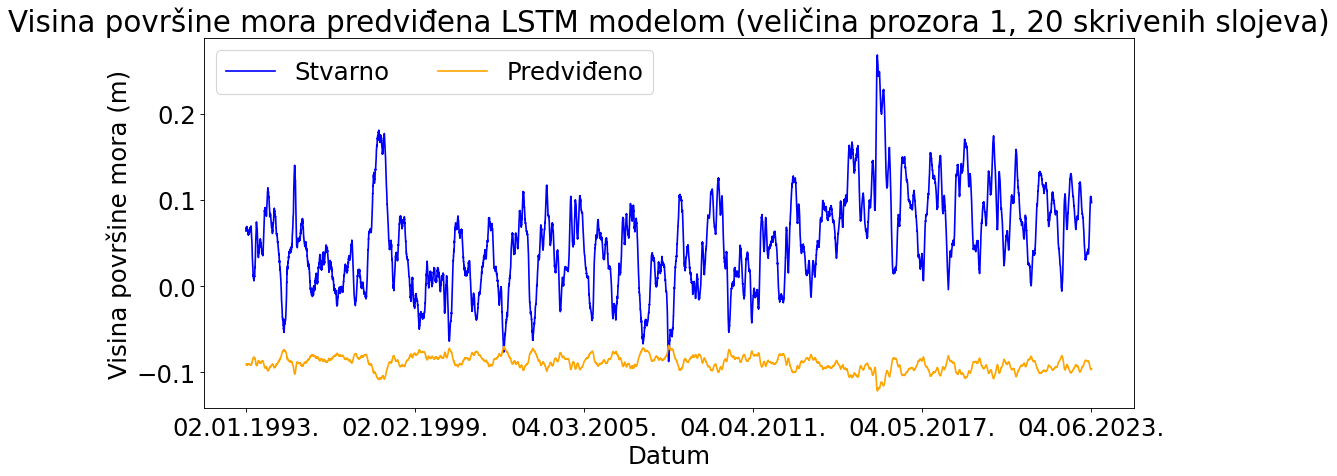 Visina površine mora predviđena LSTM modelom (veličina prozora 1, 20 skrivenih slojeva)
Stvarno
Predviđeno
Visina površine mora (m)
0.2
0.1
0.0
−0.1
02.01.1993.
02.02.1999.
04.03.2005.
04.04.2011.
04.05.2017.
04.06.2023.
Datum